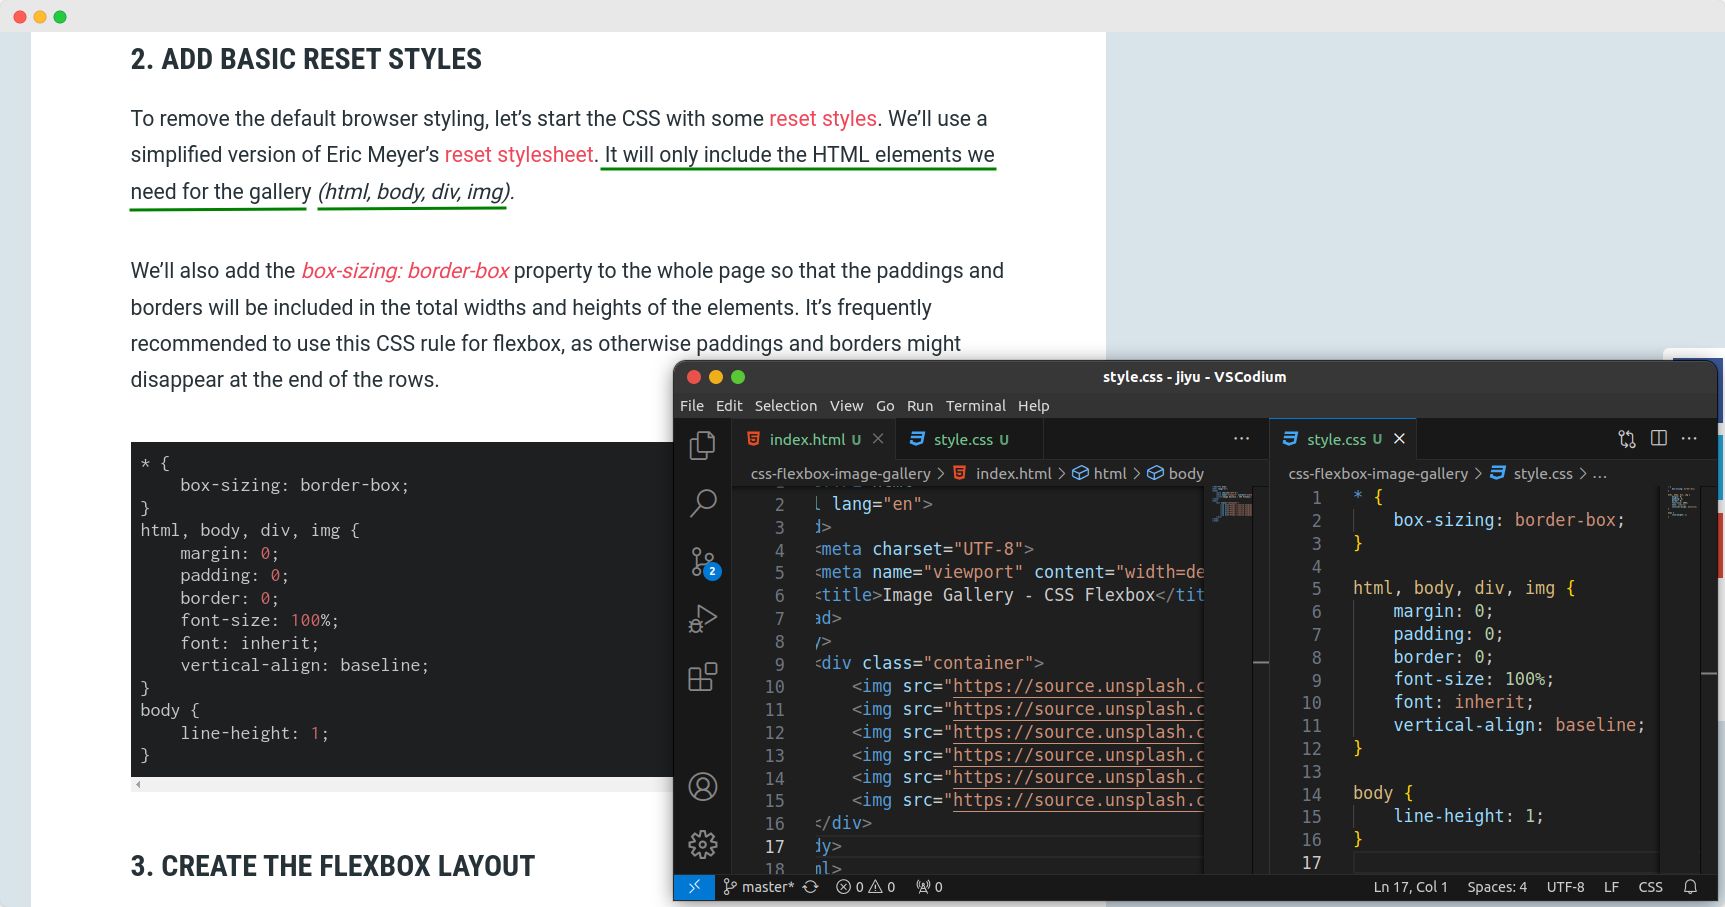 2. ADD BASIC RESET STYLES
To remove the default browser styling, let’s start the CSS with some reset styles. We’ll use a
simplified version of Eric Meyer’s reset stylesheet. It will only include the HTML elements we
need for the gallery (html, body, div, img).
We’ll also add the box-sizing: border-box property to the whole page so that the paddings and
borders will be included in the total widths and heights of the elements. It’s frequently
recommended to use this CSS rule for flexbox, as otherwise paddings and borders might
disappear at the end of the rows.
* {
box-sizing: border-box;
}
html, body, div, img {
margin: 0;
padding: 0;
border: 0;
font-size: 100%;
font: inherit;
vertical-align: baseline;
}
body {
line-height: 1;
}
3. CREATE THE FLEXBOX LAYOUT
style.css - jiyu - VSCodium
File Edit Selection View Go Run Terminal Help
index.html U style.css U ···
css-flexbox-image-gallery > index.html > html > body
2 l lang="en">
3 d>
4 <meta charset="UTF-8">
5 <meta name="viewport" content="width=de
6 <title>Image Gallery - CSS Flexbox</tit
7 ad>
8 y>
9 <div class="container">
10 <img src="https://source.unsplash.c
11 <img src="https://source.unsplash.c
12 <img src="https://source.unsplash.c
13 <img src="https://source.unsplash.c
14 <img src="https://source.unsplash.c
15 <img src="https://source.unsplash.c
16 </div>
17 dy>
18 ml>
style.css U ···
css-flexbox-image-gallery > style.css > ...
1 * {
2 box-sizing: border-box;
3 }
4
5 html, body, div, img {
6 margin: 0;
7 padding: 0;
8 border: 0;
9 font-size: 100%;
10 font: inherit;
11 vertical-align: baseline;
12 }
13
14 body {
15 line-height: 1;
16 }
17
2
master* 0 0 0 Ln 17, Col 1 Spaces: 4 UTF-8 LF CSS